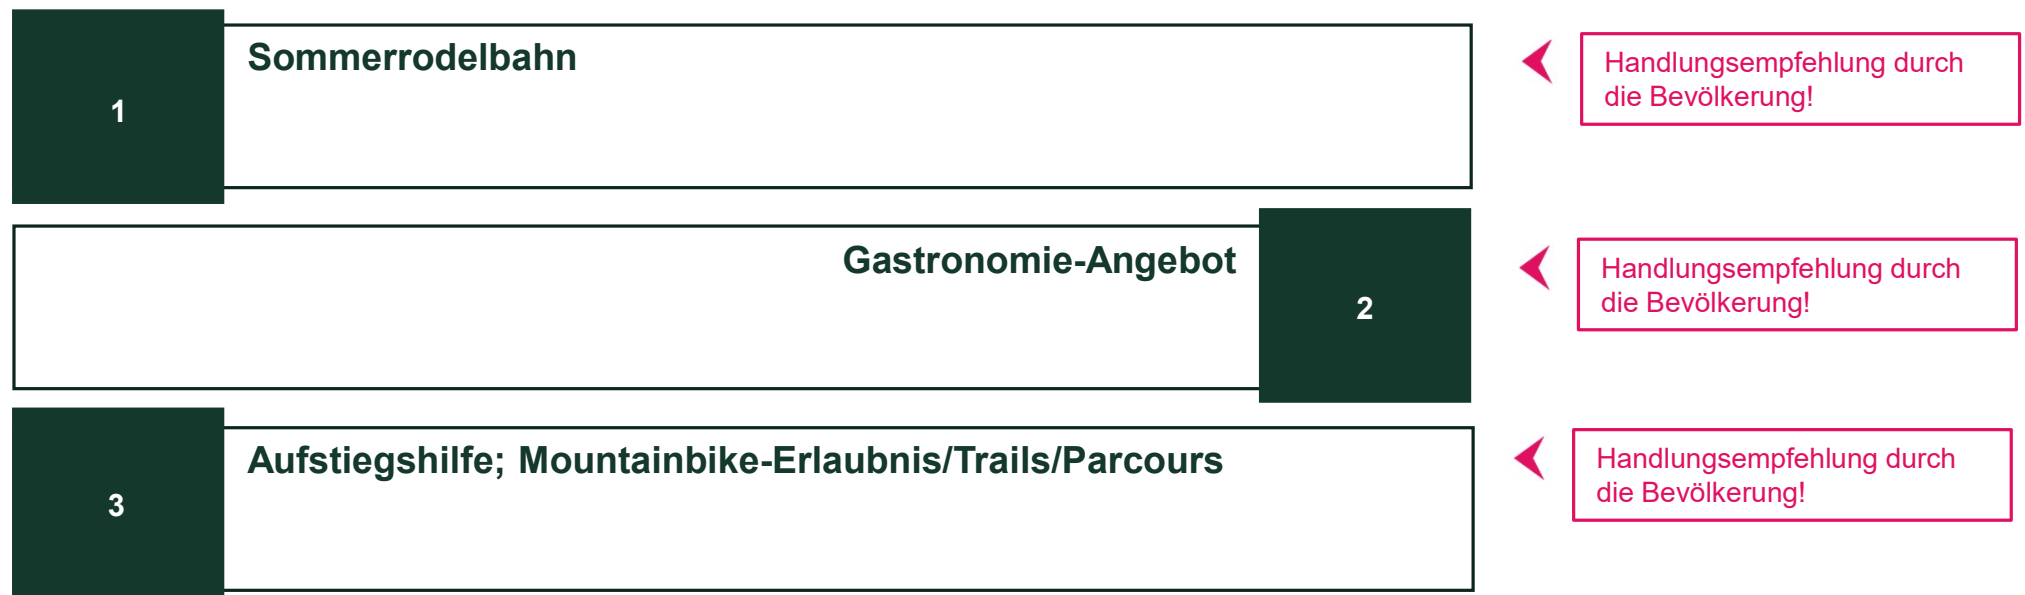 1
Sommerrodelbahn
Handlungsempfehlung durch
die Bevölkerung!
Gastronomie-Angebot
2
Handlungsempfehlung durch
die Bevölkerung!
3
Aufstiegshilfe; Mountainbike-Erlaubnis/Trails/Parcours
Handlungsempfehlung durch
die Bevölkerung!